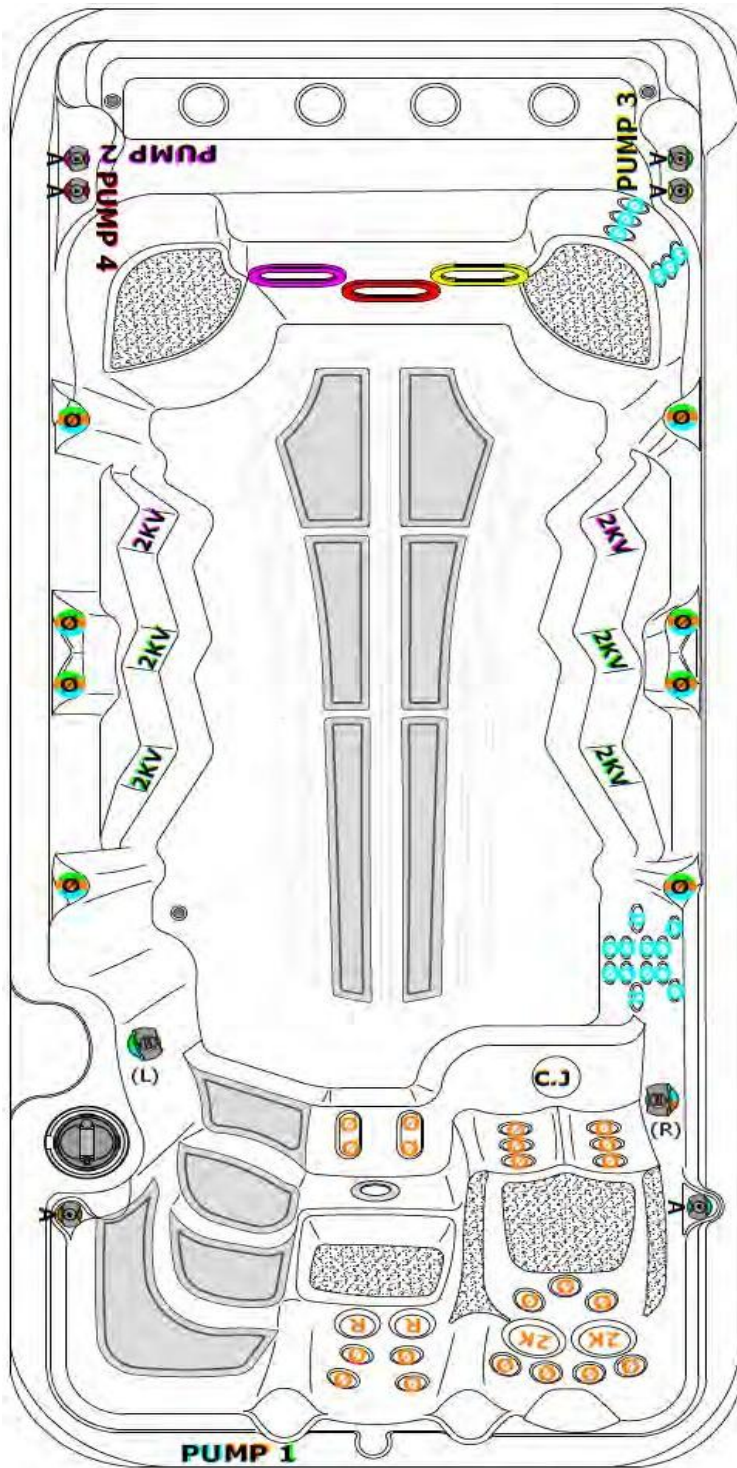 A PUMP 2
A PUMP 4
PUMP 3
A
A
2KV
2KV
2KV
2KV
2KV
2KV
(L)
C.J
(R)
A
A
R R
2K 2K
PUMP 1